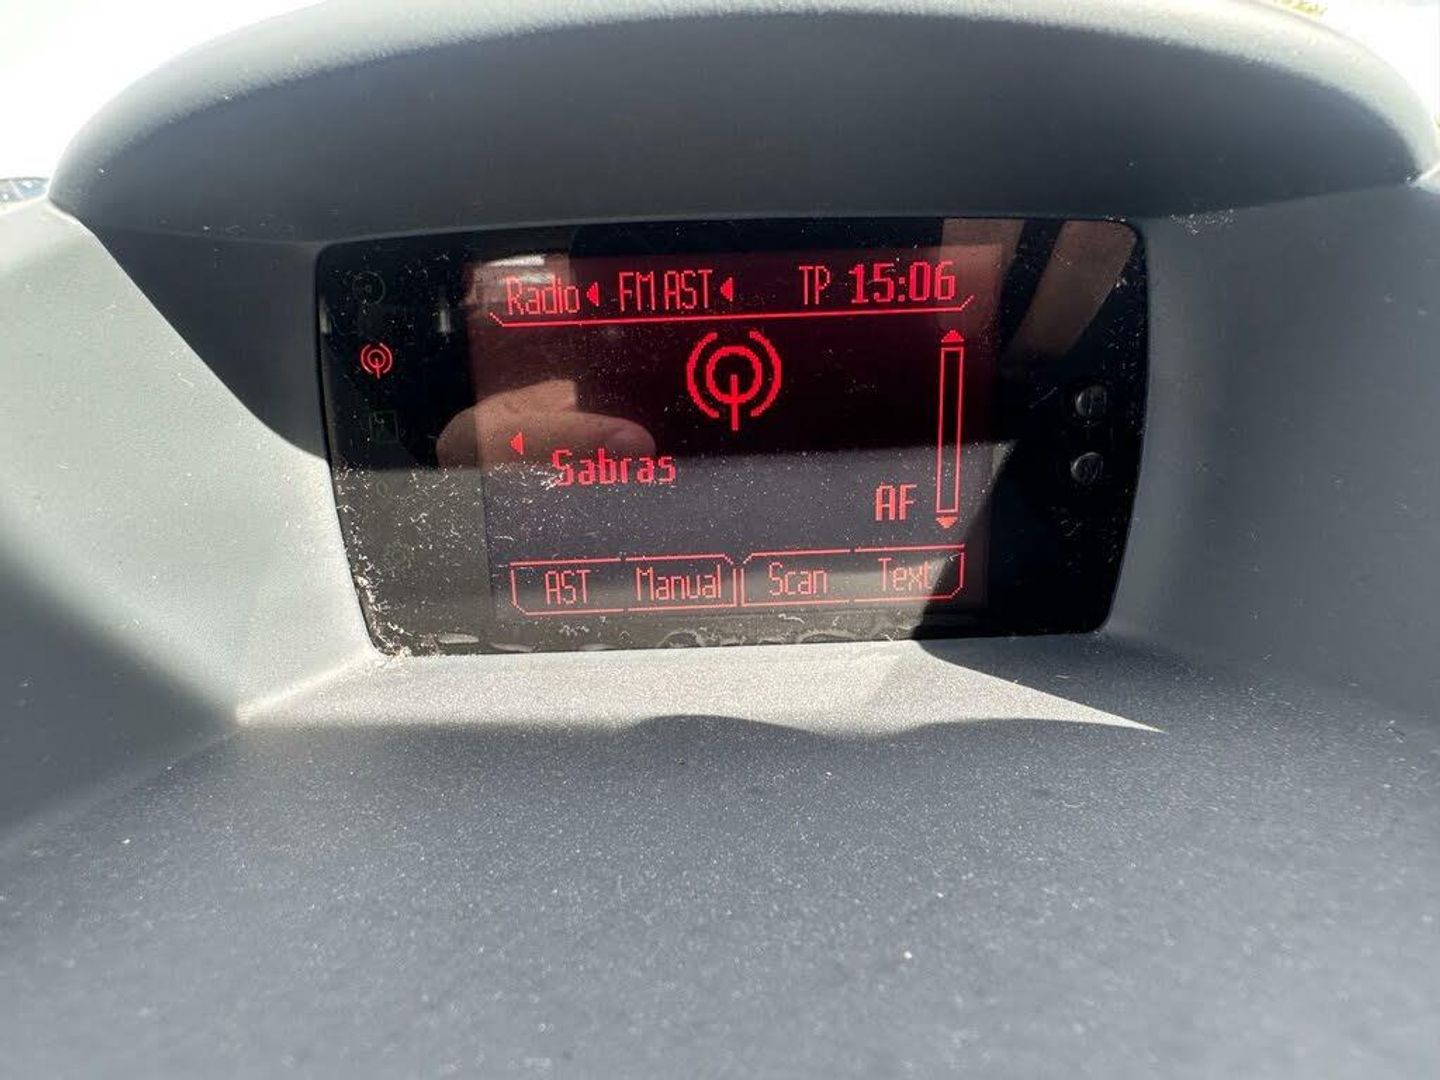 Radio FM AST TP 15:06
Sabras
AF
AST Manual Scan Text
H
M